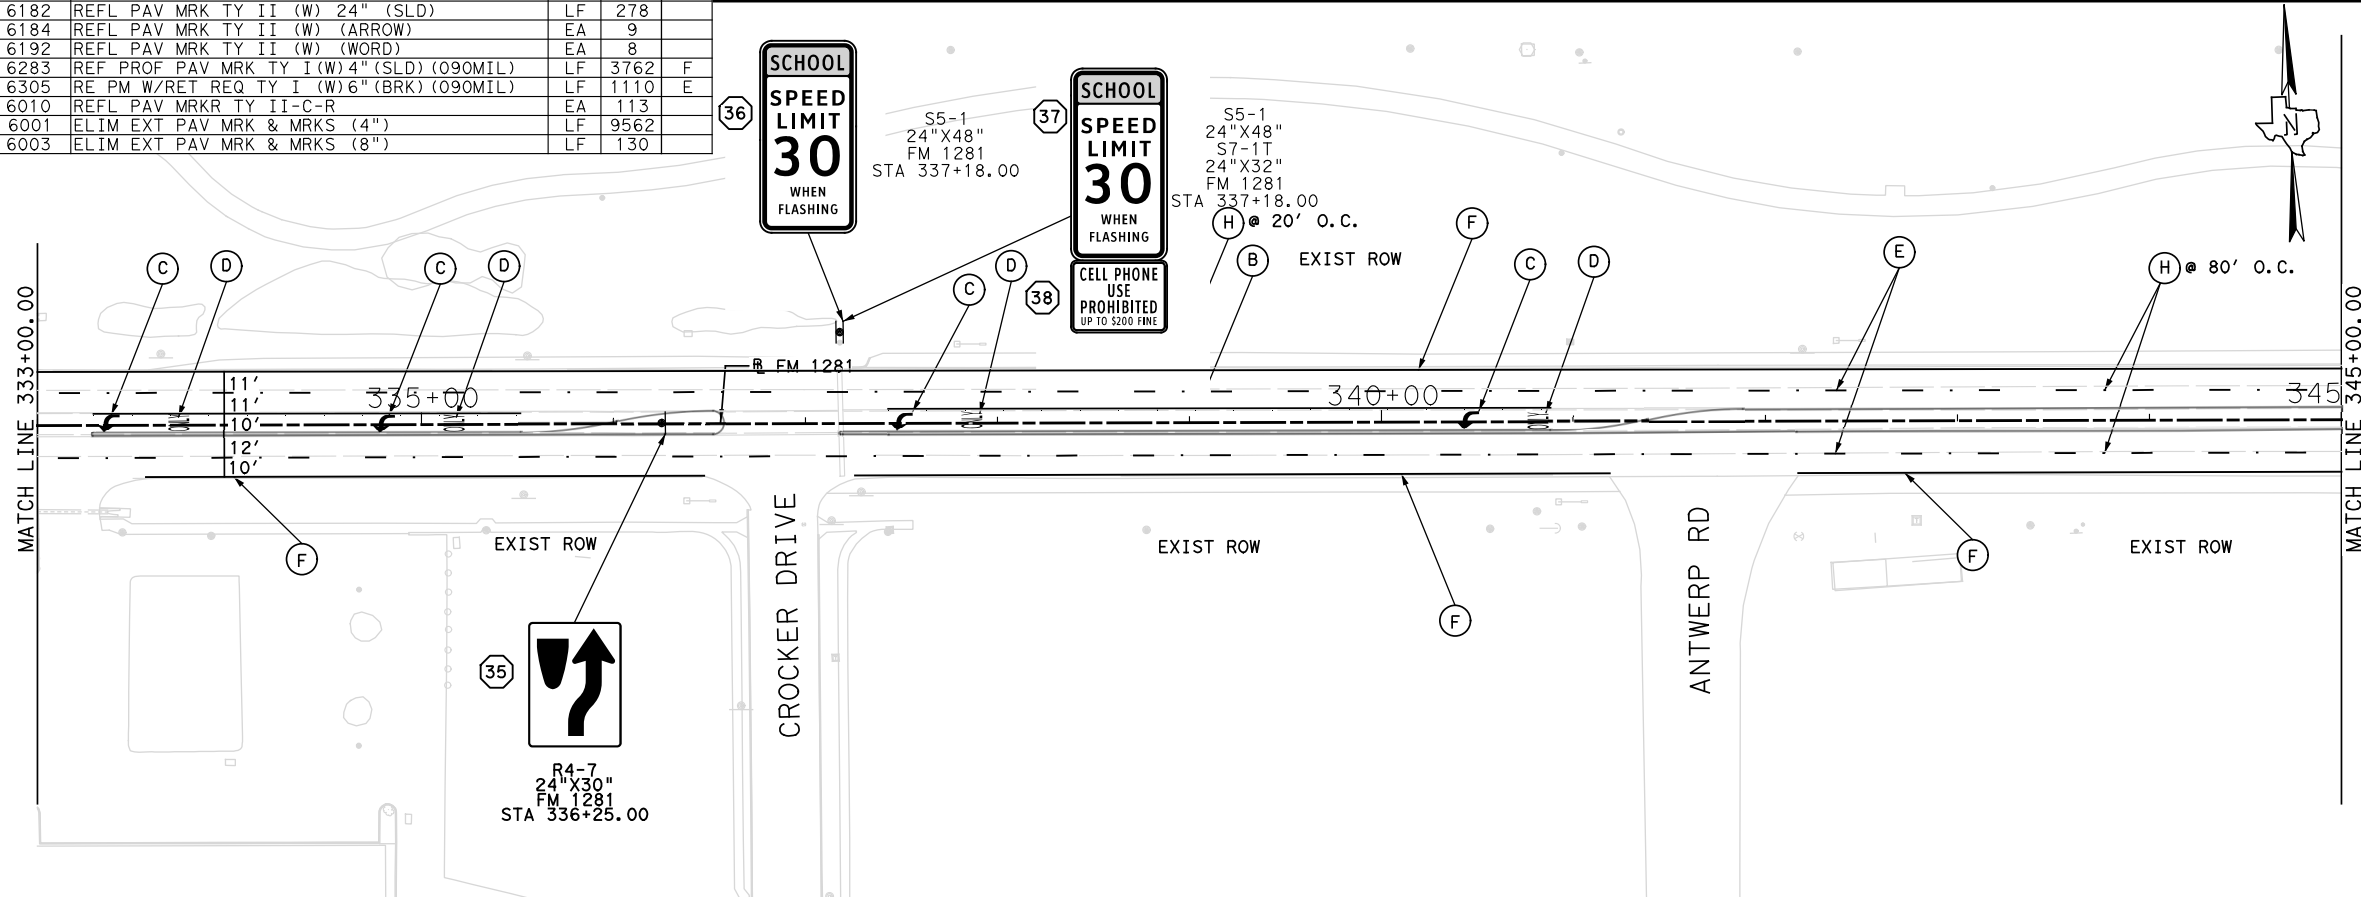 6182 REFL PAV MRK TY II (W) 24" (SLD) LF 278
6184 REFL PAV MRK TY II (W) (ARROW) EA 9
6192 REFL PAV MRK TY II (W) (WORD) EA 8
6283 REF PROF PAV MRK TY I(W)4"(SLD)(090MIL) LF 3762 F
6305 RE PM W/RET REQ TY I (W)6"(BRK)(090MIL) LF 1110 E
6010 REFL PAV MRKR TY II-C-R EA 113
6001 ELIM EXT PAV MRK & MRKS (4") LF 9562
6003 ELIM EXT PAV MRK & MRKS (8") LF 130
36
SCHOOL
SPEED
LIMIT
30
WHEN
FLASHING
S5-1
24"X48"
FM 1281
STA 337+18.00
37
SCHOOL
SPEED
LIMIT
30
WHEN
FLASHING
38
CELL PHONE
USE
PROHIBITED
UP TO $200 FINE
S5-1
24"X48"
S7-1T
24"X32"
FM 1281
STA 337+18.00
N
H @ 20' O.C.
F
B
EXIST ROW
C
D
C
D
C
D
C
D
E
H @ 80' O.C.
MATCH LINE 333+00.00
MATCH LINE 345+00.00
BL FM 1281
11'
11'
10'
12'
10'
335+00
340+00
345
F
EXIST ROW
CROCKER DRIVE
EXIST ROW
F
ANTWERP RD
F
EXIST ROW
35
R4-7
24"X30"
FM 1281
STA 336+25.00